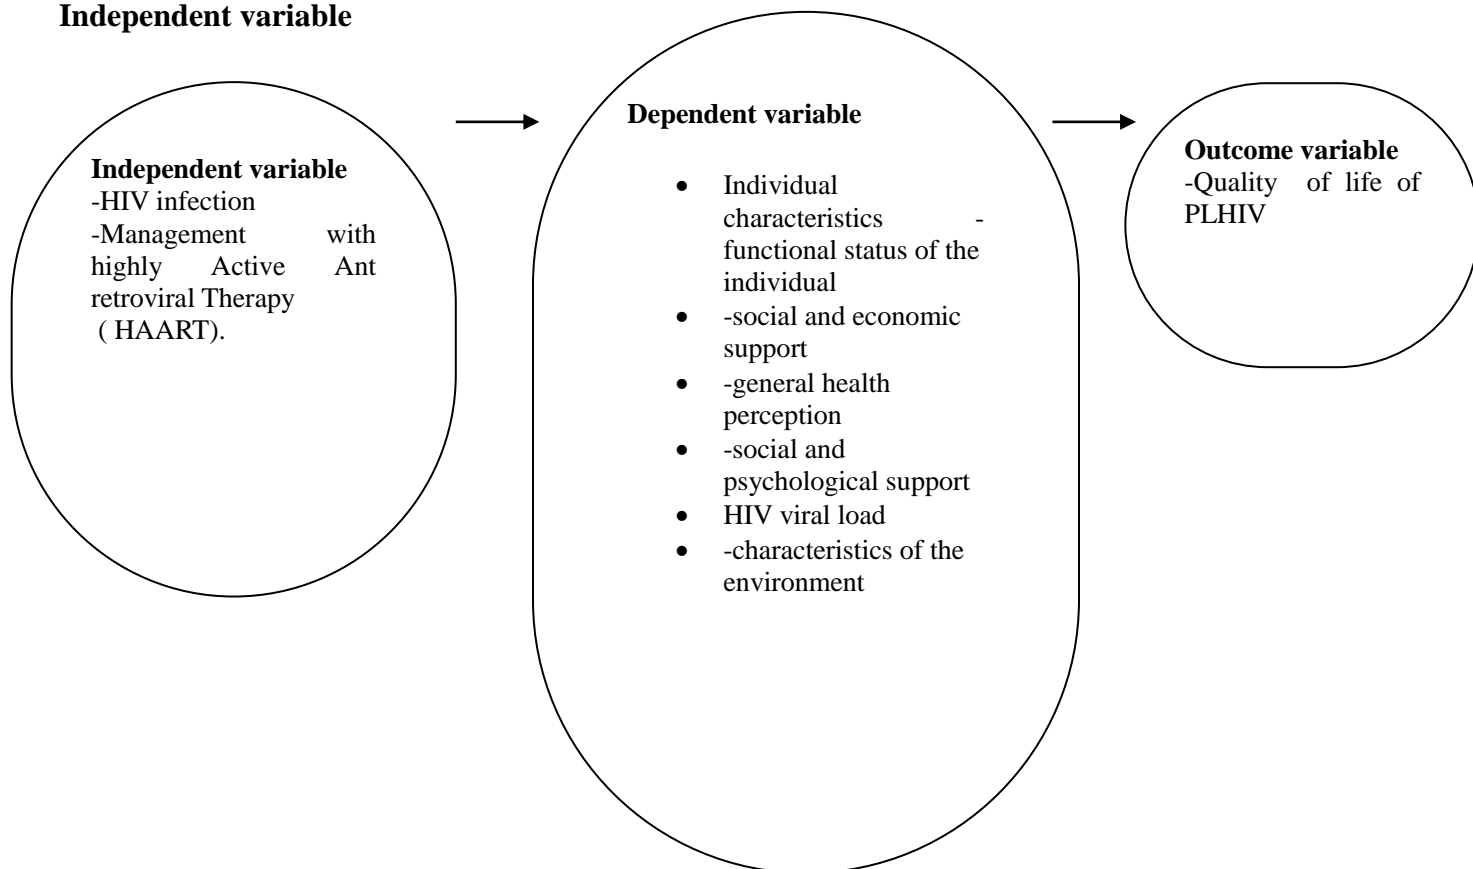 Independent variable
Independent variable
-HIV infection
-Management with
highly Active Ant
retroviral Therapy
( HAART).
Dependent variable
• Individual
characteristics -
functional status of the
individual
• -social and economic
support
• -general health
perception
• -social and
psychological support
• HIV viral load
• -characteristics of the
environment
Outcome variable
-Quality of life of
PLHIV